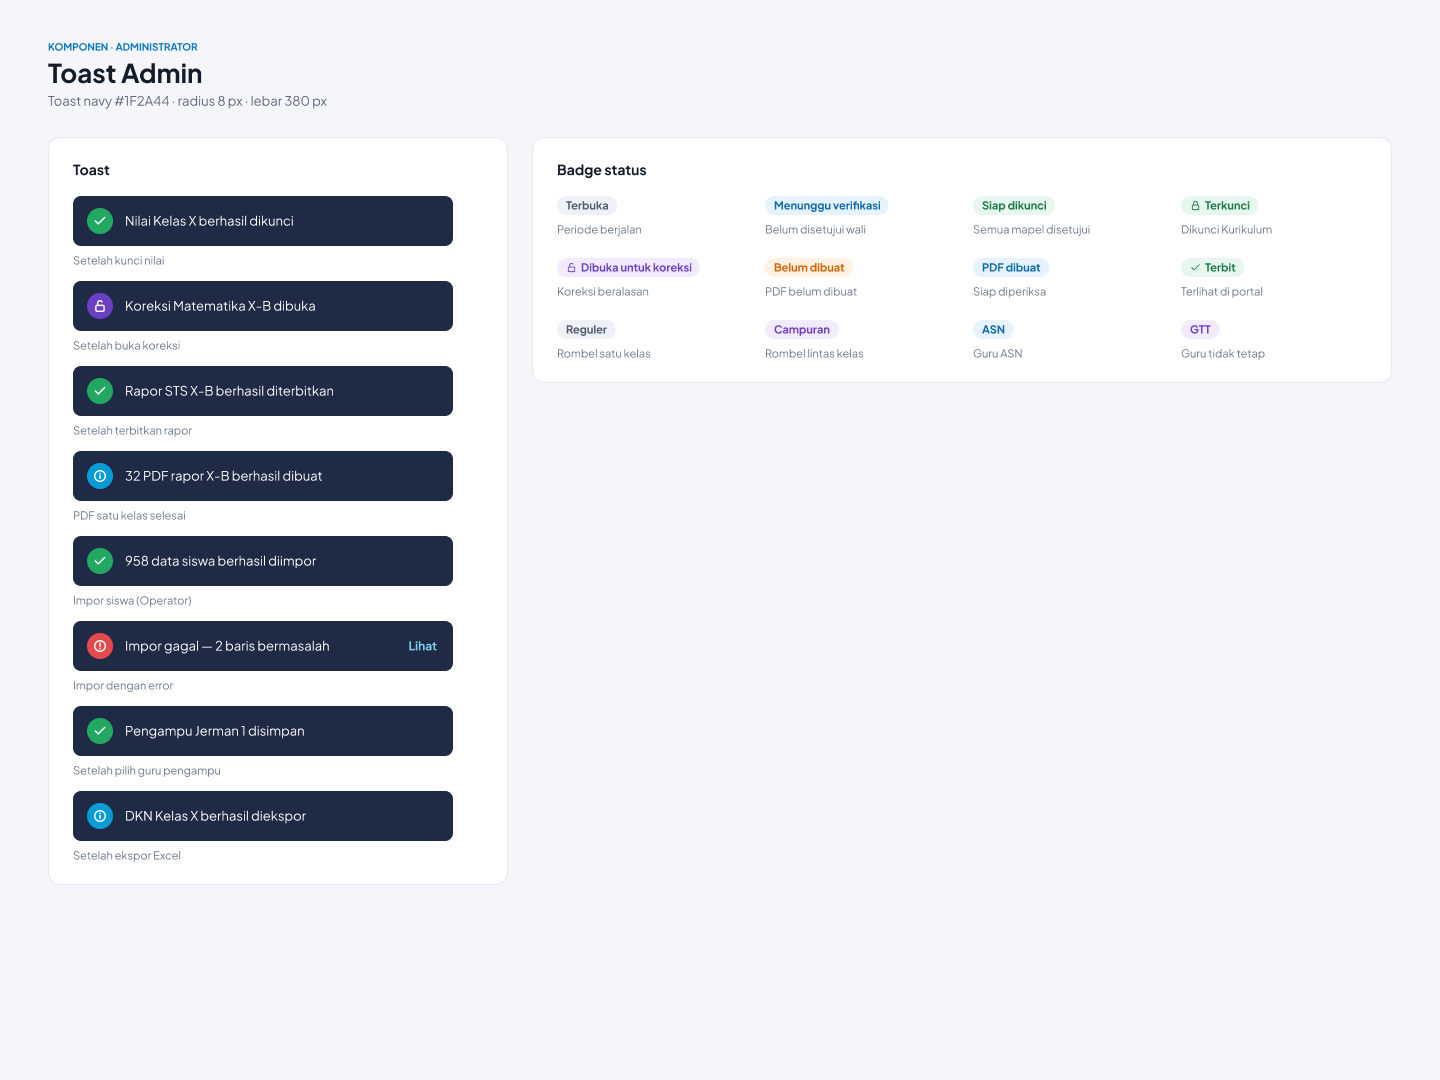 KOMPONEN · ADMINISTRATOR
Toast Admin
Toast navy #1F2A44 · radius 8 px · lebar 380 px
Toast
Nilai Kelas X berhasil dikunci
Setelah kunci nilai
Koreksi Matematika X-B dibuka
Setelah buka koreksi
Rapor STS X-B berhasil diterbitkan
Setelah terbitkan rapor
32 PDF rapor X-B berhasil dibuat
PDF satu kelas selesai
958 data siswa berhasil diimpor
Impor siswa (Operator)
Impor gagal — 2 baris bermasalah Lihat
Impor dengan error
Pengampu Jerman 1 disimpan
Setelah pilih guru pengampu
DKN Kelas X berhasil diekspor
Setelah ekspor Excel
Badge status
Terbuka Menunggu verifikasi Siap dikunci Terkunci
Periode berjalan Belum disetujui wali Semua mapel disetujui Dikunci Kurikulum
Dibuka untuk koreksi Belum dibuat PDF dibuat Terbit
Koreksi beralasan PDF belum dibuat Siap diperiksa Terlihat di portal
Reguler Campuran ASN GTT
Rombel satu kelas Rombel lintas kelas Guru ASN Guru tidak tetap